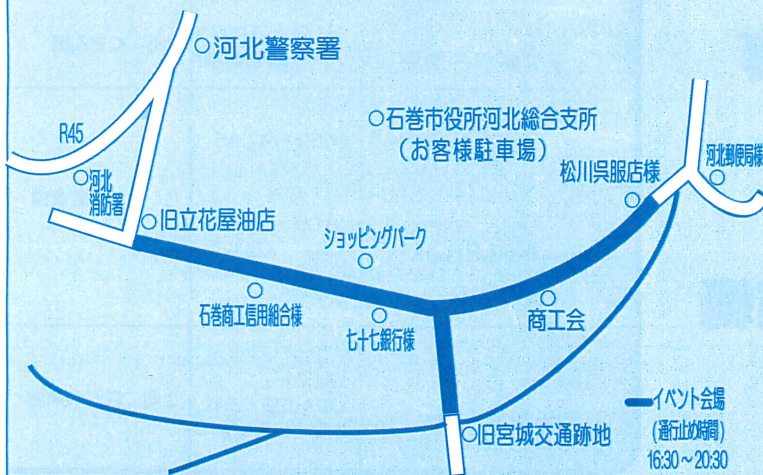 河北警察署
R45
石巻市役所河北総合支所
(お客様駐車場)
河北
消防署
松川呉服店様
河北郵便局様
旧立花屋油店
ショッピングパーク
石巻商工信用組合様
七十七銀行様
商工会
旧宮城交通跡地
イベント会場
(通行止め時間)
16:30~20:30